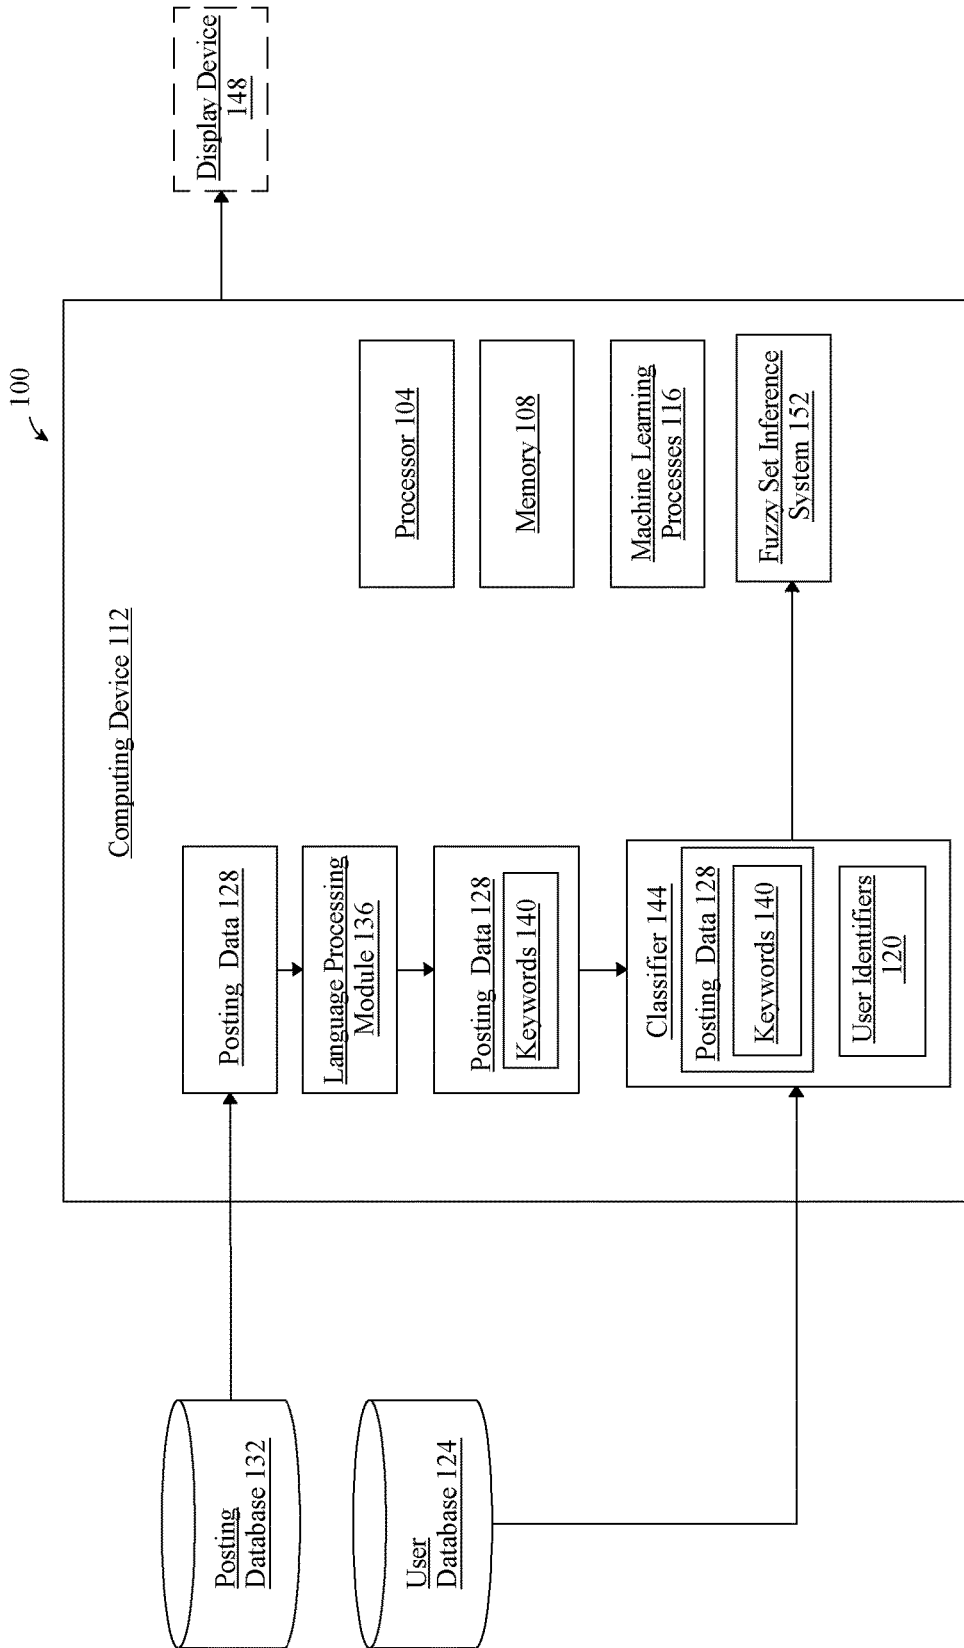 100
Computing Device 112
Display Device
148
Posting
Database 132
User
Database 124
Posting Data 128
Language Processing
Module 136
Posting Data 128
Keywords 140
Classifier 144
Posting Data 128
Keywords 140
User Identifiers
120
Processor 104
Memory 108
Machine Learning
Processes 116
Fuzzy Set Inference
System 152